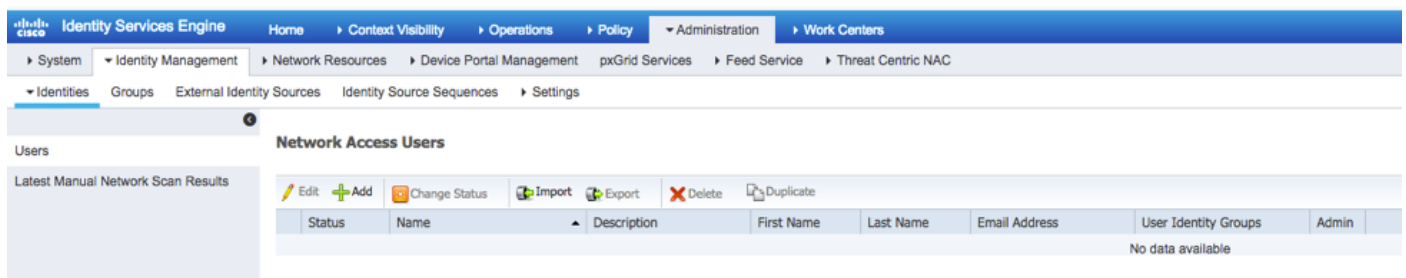 cisco Identity Services Engine Home Context Visibility Operations Policy Administration Work Centers
System Identity Management Network Resources Device Portal Management pxGrid Services Feed Service Threat Centric NAC
Identities Groups External Identity Sources Identity Source Sequences Settings
Users
Latest Manual Network Scan Results
Network Access Users
Edit Add Change Status Import Export Delete Duplicate
Status Name Description First Name Last Name Email Address User Identity Groups Admin
No data available